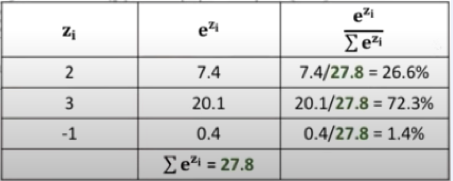 zᵢ e^zᵢ e^zᵢ / ∑ e^zᵢ
2 7.4 7.4/27.8 = 26.6%
3 20.1 20.1/27.8 = 72.3%
-1 0.4 0.4/27.8 = 1.4%
∑ e^zᵢ = 27.8